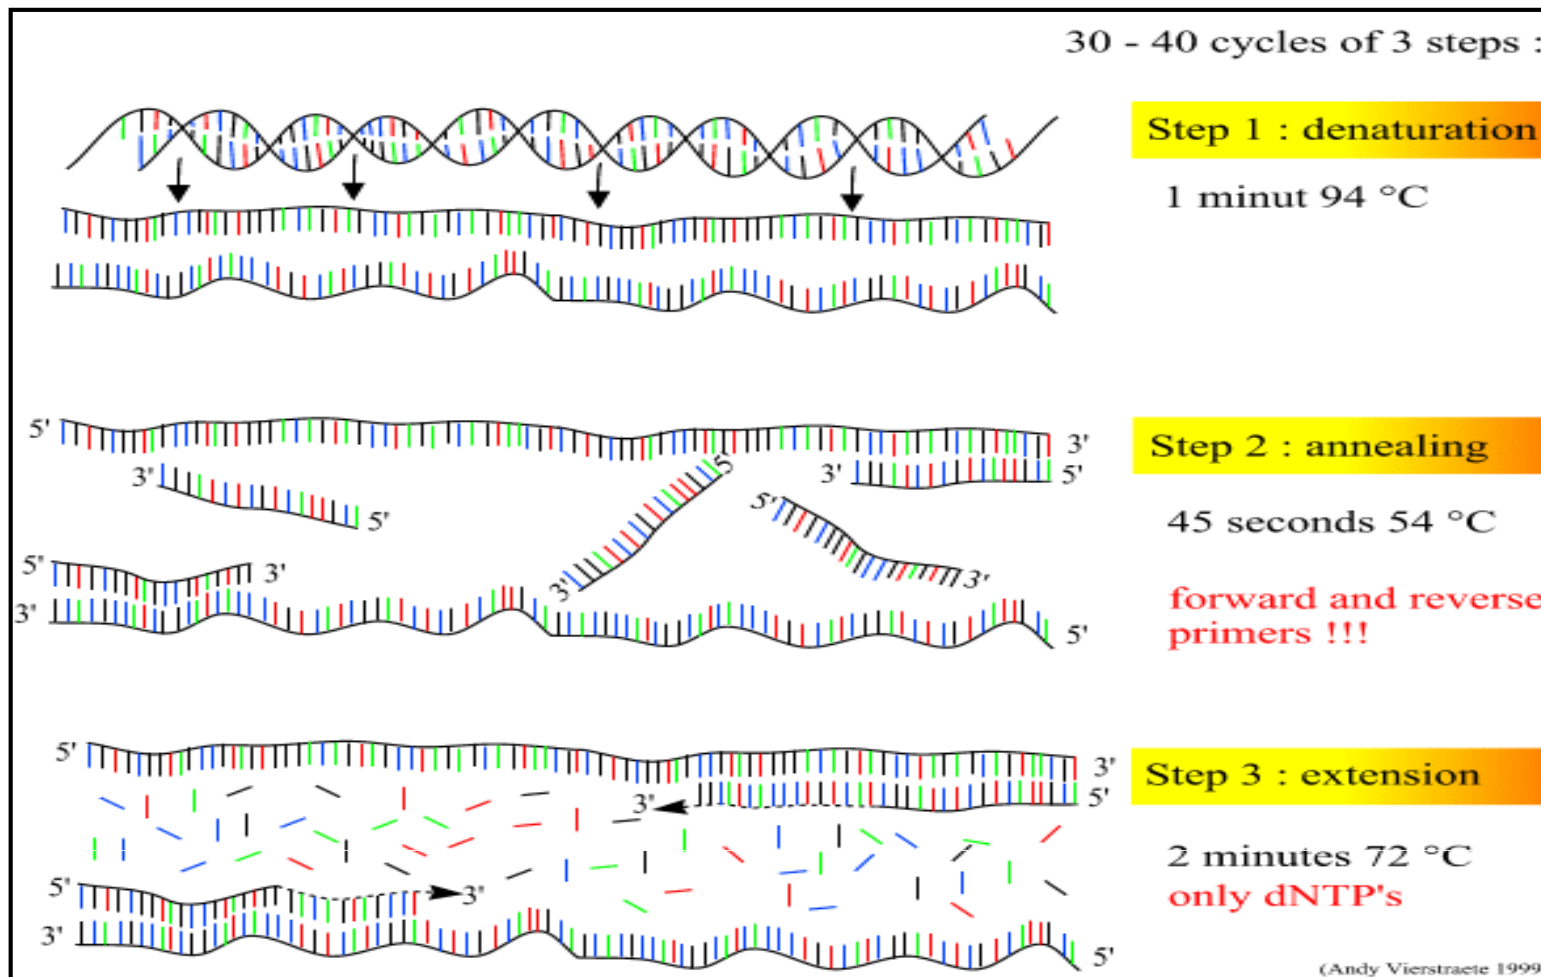 30 - 40 cycles of 3 steps :
Step 1 : denaturation
1 minut 94 °C
Step 2 : annealing
5' 3'
3' 5' 5' 3' 5'
45 seconds 54 °C
5' 3' 3' 5' 3'
forward and reverse
primers !!!
3' 5'
Step 3 : extension
5' 3'
3' 5'
2 minutes 72 °C
only dNTP's
5' 3'
3' 5'
(Andy Vierstraete 1999